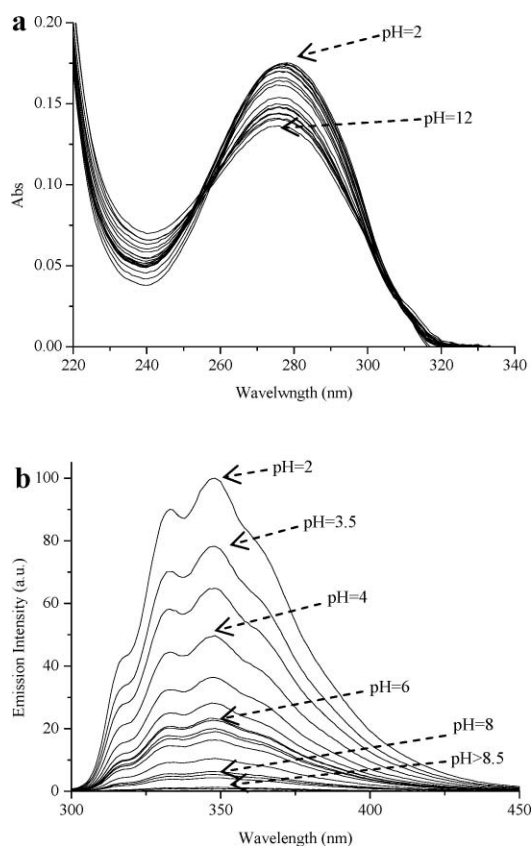 a
0.20
pH=2
0.15
pH=12
Abs
0.10
0.05
0.00
220 240 260 280 300 320 340
Wavelwngth (nm)
b
100
pH=2
80
pH=3.5
60
pH=4
Emission Intensity (a.u.)
40
pH=6
20
pH=8
pH>8.5
0
300 350 400 450
Wavelength (nm)